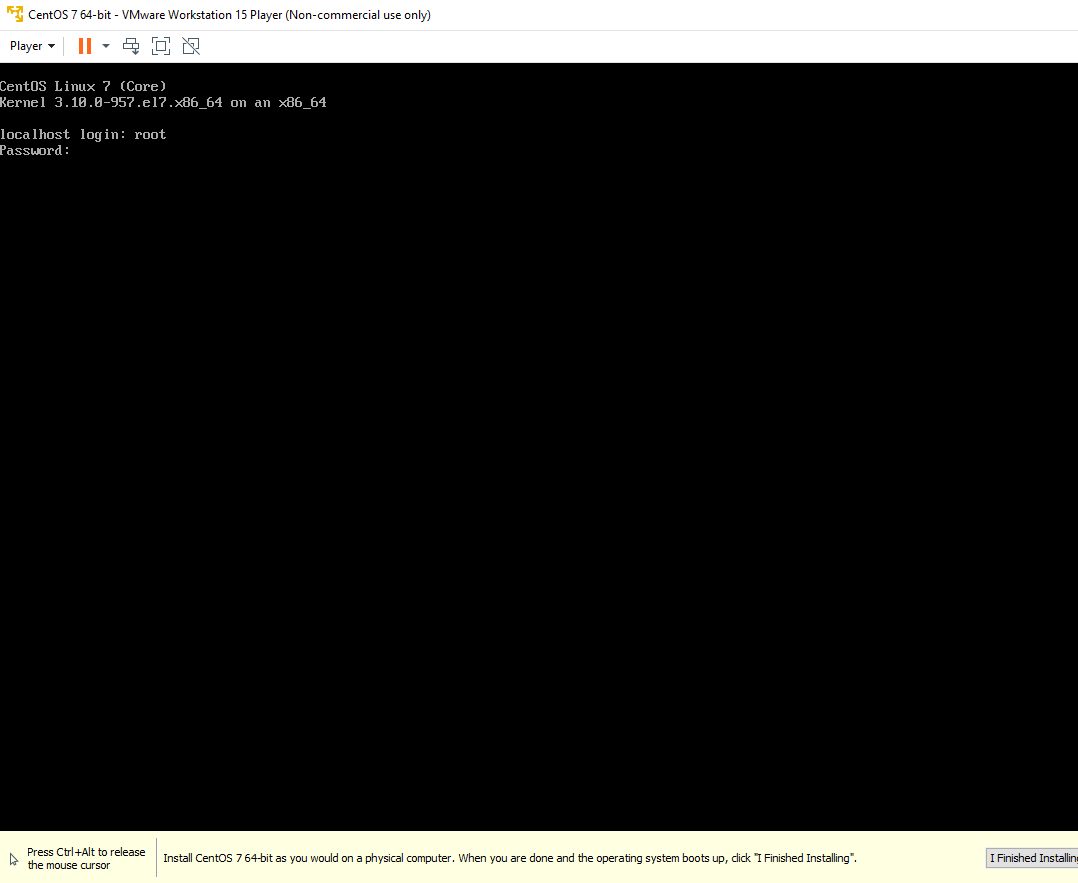 CentOS 7 64-bit - VMware Workstation 15 Player (Non-commercial use only)
Player
CentOS Linux 7 (Core)
Kernel 3.10.0-957.el7.x86_64 on an x86_64
localhost login: root
Password:
Press Ctrl+Alt to release
the mouse cursor
Install CentOS 7 64-bit as you would on a physical computer. When you are done and the operating system boots up, click "I Finished Installing".
I Finished Installing